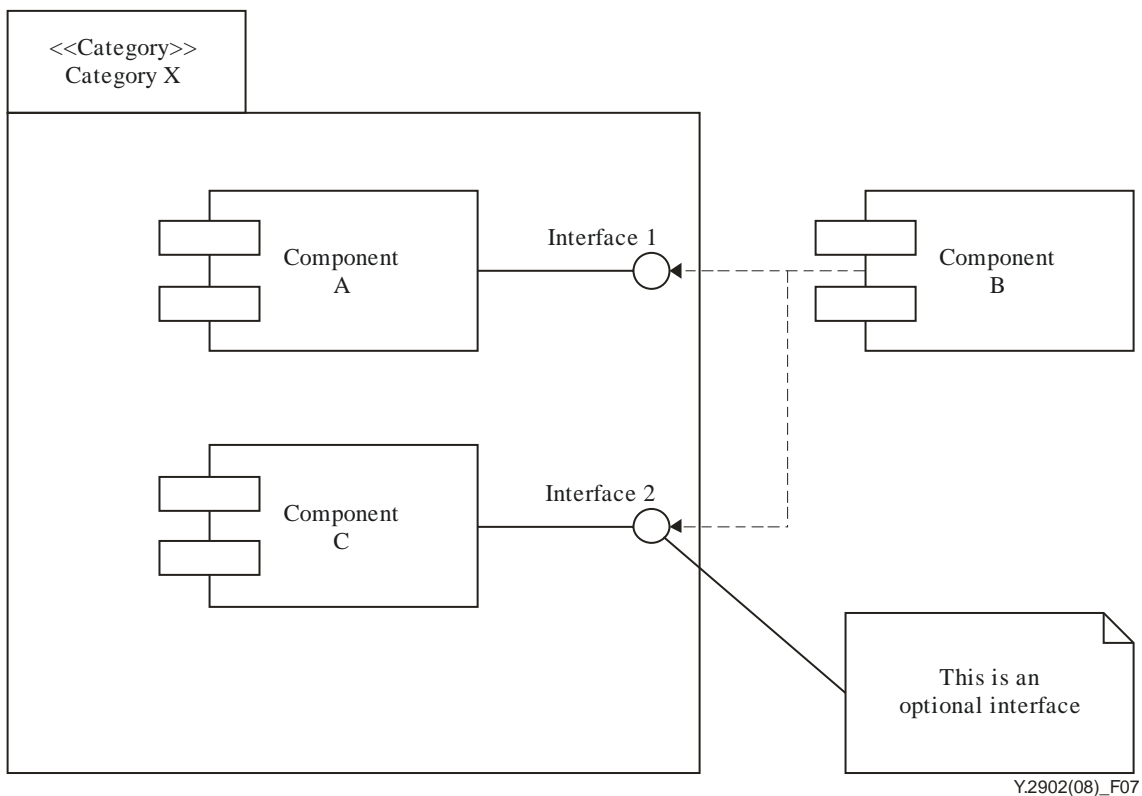 <<Category>>
Category X
Interface 1
Component
A
Component
B
Interface 2
Component
C
This is an
optional interface
Y.2902(08)_F07